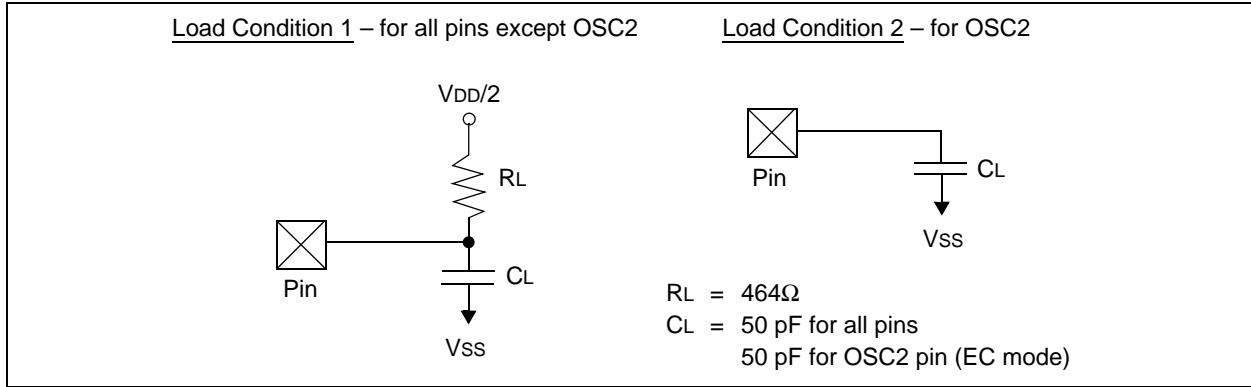 Load Condition 1 – for all pins except OSC2
VDD/2
RL
Pin
CL
VSS
Load Condition 2 – for OSC2
Pin
CL
VSS
RL = 464Ω
CL = 50 pF for all pins
50 pF for OSC2 pin (EC mode)